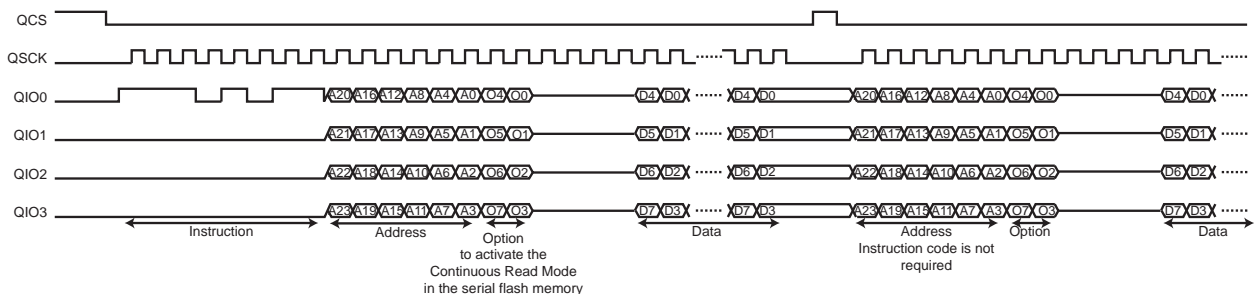 QCS
QSCK
QIO0 A20 A16 A12 A8 A4 A0 O4 O0 D4 D0 ...... D4 D0 A20 A16 A12 A8 A4 A0 O4 O0 D4 D0 ......
QIO1 A21 A17 A13 A9 A5 A1 O5 O1 D5 D1 ...... D5 D1 A21 A17 A13 A9 A5 A1 O5 O1 D5 D1 ......
QIO2 A22 A18 A14 A10 A6 A2 O6 O2 D6 D2 ...... D6 D2 A22 A18 A14 A10 A6 A2 O6 O2 D6 D2 ......
QIO3 A23 A19 A15 A11 A7 A3 O7 O3 D7 D3 ...... D7 D3 A23 A19 A15 A11 A7 A3 O7 O3 D7 D3 ......
Instruction
Address
Option
to activate the
Continuous Read Mode
in the serial flash memory
Data
Address
Instruction code is not
required
Option
Data